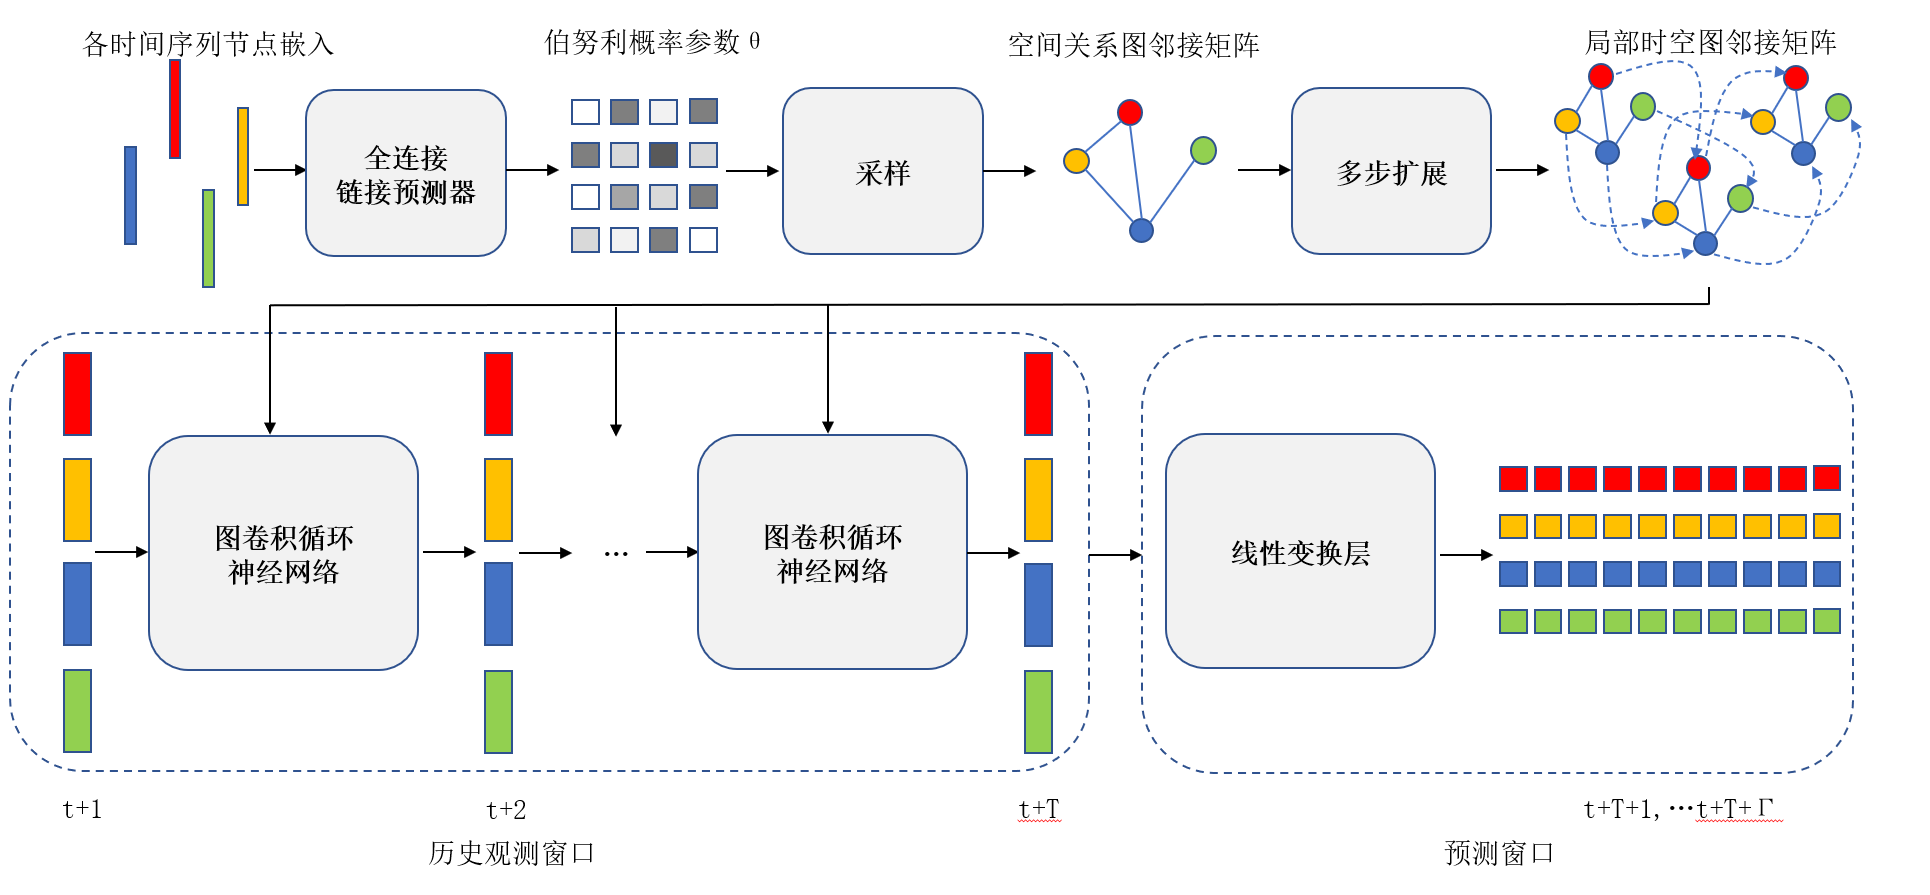 各时间序列节点嵌入
伯努利概率参数θ
空间关系图邻接矩阵
局部时空图邻接矩阵
全连接
链接预测器
采样
多步扩展
图卷积循环
神经网络
…
图卷积循环
神经网络
线性变换层
t+1
t+2
t+T
t+T+1,…t+T+Γ
历史观测窗口
预测窗口